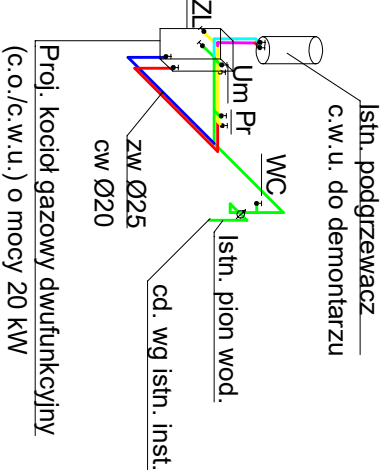 Istn. podgrzewacz
c.w.u. do demontarzu
ZL
Um
Pr
WC
zw Ø25
cw Ø20
Istn. pion wod.
cd. wg istn. inst.
Proj. kocioł gazowy dwufunkcyjny
(c.o./c.w.u.) o mocy 20 kW